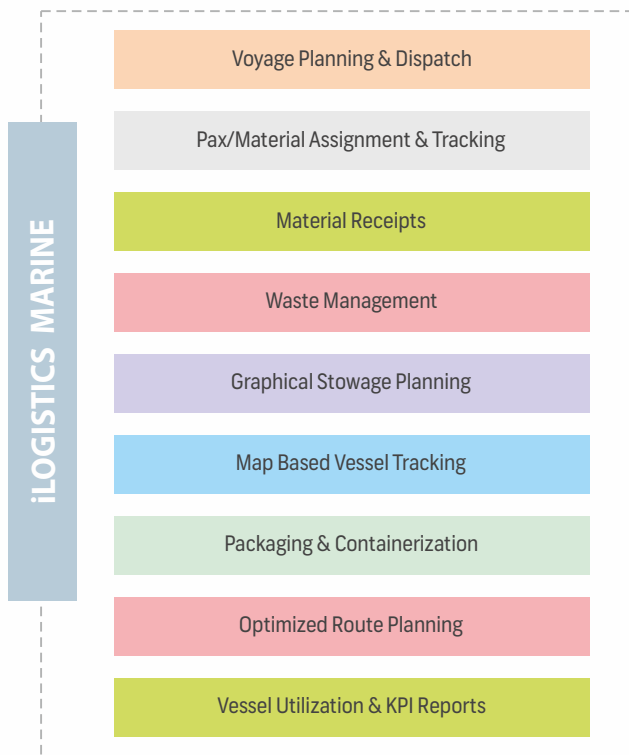 iLOGISTICS MARINE
Voyage Planning & Dispatch
Pax/Material Assignment & Tracking
Material Receipts
Waste Management
Graphical Stowage Planning
Map Based Vessel Tracking
Packaging & Containerization
Optimized Route Planning
Vessel Utilization & KPI Reports